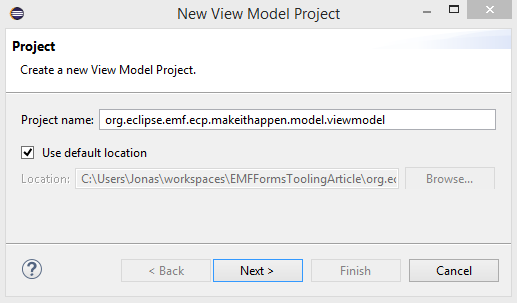 New View Model Project
Project
Create a new View Model Project.
Project name: org.eclipse.emf.ecp.makeithappen.model.viewmodel
Use default location
Location: C:\Users\Jonas\workspaces\EMFFormsToolingArticle\org.ec Browse...
< Back Next > Finish Cancel